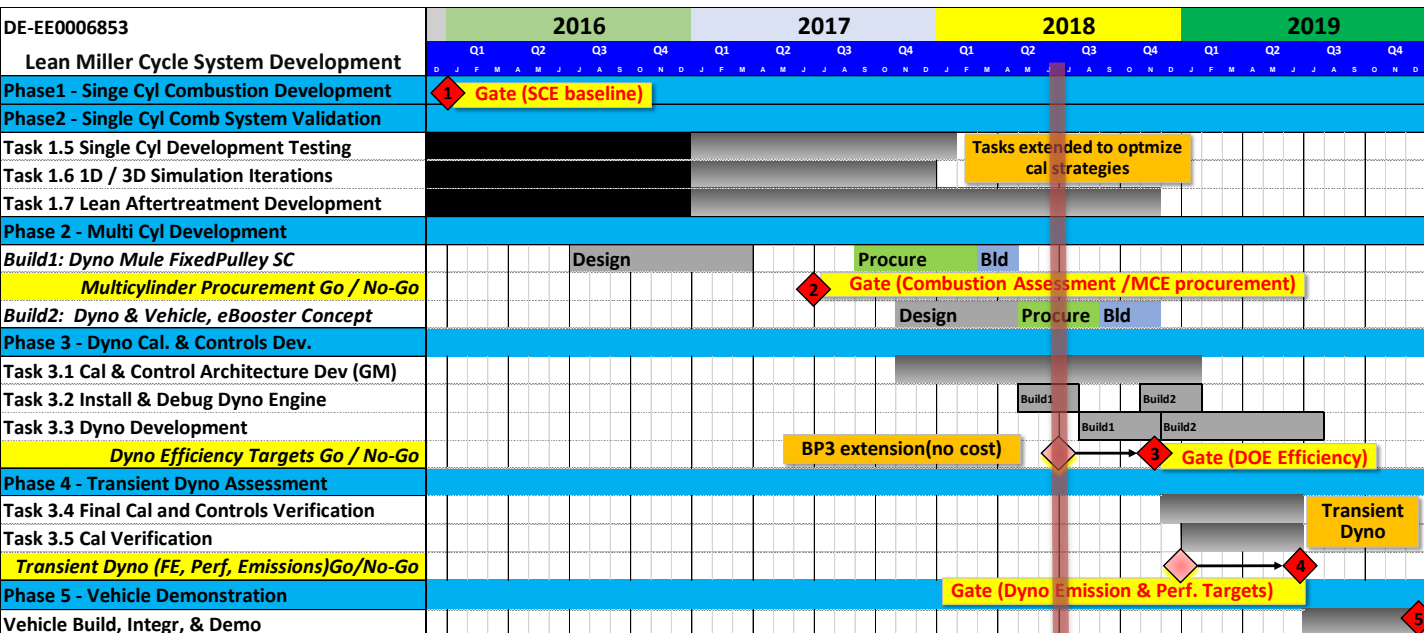 DE-EE0006853
2016 2017 2018 2019
Lean Miller Cycle System Development
Q1 Q2 Q3 Q4 Q1 Q2 Q3 Q4 Q1 Q2 Q3 Q4 Q1 Q2 Q3 Q4
D J F M A M J J A S O N D J F M A M J J A S O N D J F M A M J J A S O N D J F M A M J J A S O N D
Phase1 - Singe Cyl Combustion Development
1 Gate (SCE baseline)
Phase2 - Single Cyl Comb System Validation
Task 1.5 Single Cyl Development Testing
Tasks extended to optmize
cal strategies
Task 1.6 1D / 3D Simulation Iterations
Task 1.7 Lean Aftertreatment Development
Phase 2 - Multi Cyl Development
Build1: Dyno Mule FixedPulley SC
Design Procure Bld
Multicylinder Procurement Go / No-Go
2 Gate (Combustion Assessment /MCE procurement)
Build2: Dyno & Vehicle, eBooster Concept
Design Procure Bld
Phase 3 - Dyno Cal. & Controls Dev.
Task 3.1 Cal & Control Architecture Dev (GM)
Task 3.2 Install & Debug Dyno Engine
Build1 Build2
Task 3.3 Dyno Development
Build1 Build2
Dyno Efficiency Targets Go / No-Go
BP3 extension(no cost) 3 Gate (DOE Efficiency)
Phase 4 - Transient Dyno Assessment
Task 3.4 Final Cal and Controls Verification
Transient
Dyno
Task 3.5 Cal Verification
Transient Dyno (FE, Perf, Emissions)Go/No-Go
4
Gate (Dyno Emission & Perf. Targets)
Phase 5 - Vehicle Demonstration
Vehicle Build, Integr, & Demo
5